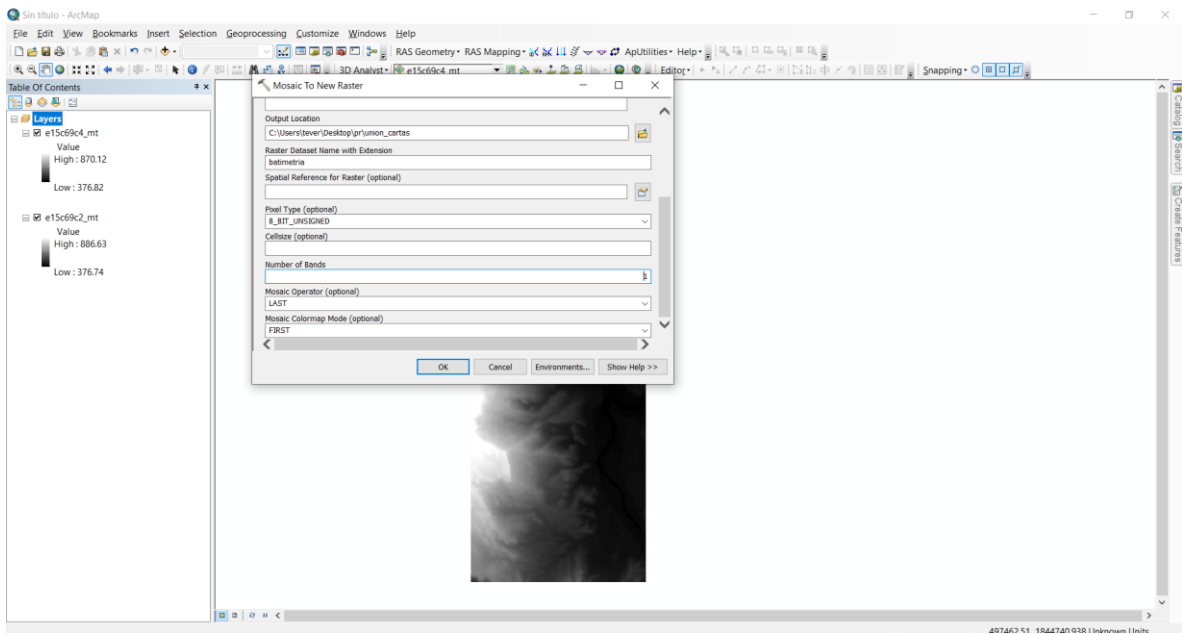 Sin título - ArcMap
File Edit View Bookmarks Insert Selection Geoprocessing Customize Windows Help
RAS Geometry RAS Mapping ApUtilities Help
3D Analyst e15c69c4_mt Editor Snapping
Table Of Contents
Layers
e15c69c4_mt
Value
High : 870.12
Low : 376.82
e15c69c2_mt
Value
High : 886.63
Low : 376.74
Mosaic To New Raster
Output Location
C:\Users\tever\Desktop\pr\union_cartas
Raster Dataset Name with Extension
batimetria
Spatial Reference for Raster (optional)
Pixel Type (optional)
8_BIT_UNSIGNED
Cellsize (optional)
Number of Bands
1
Mosaic Operator (optional)
LAST
Mosaic Colormap Mode (optional)
FIRST
OK Cancel Environments... Show Help >>
Catalog
Search
Create Features
497462.51 1844740.938 Unknown Units